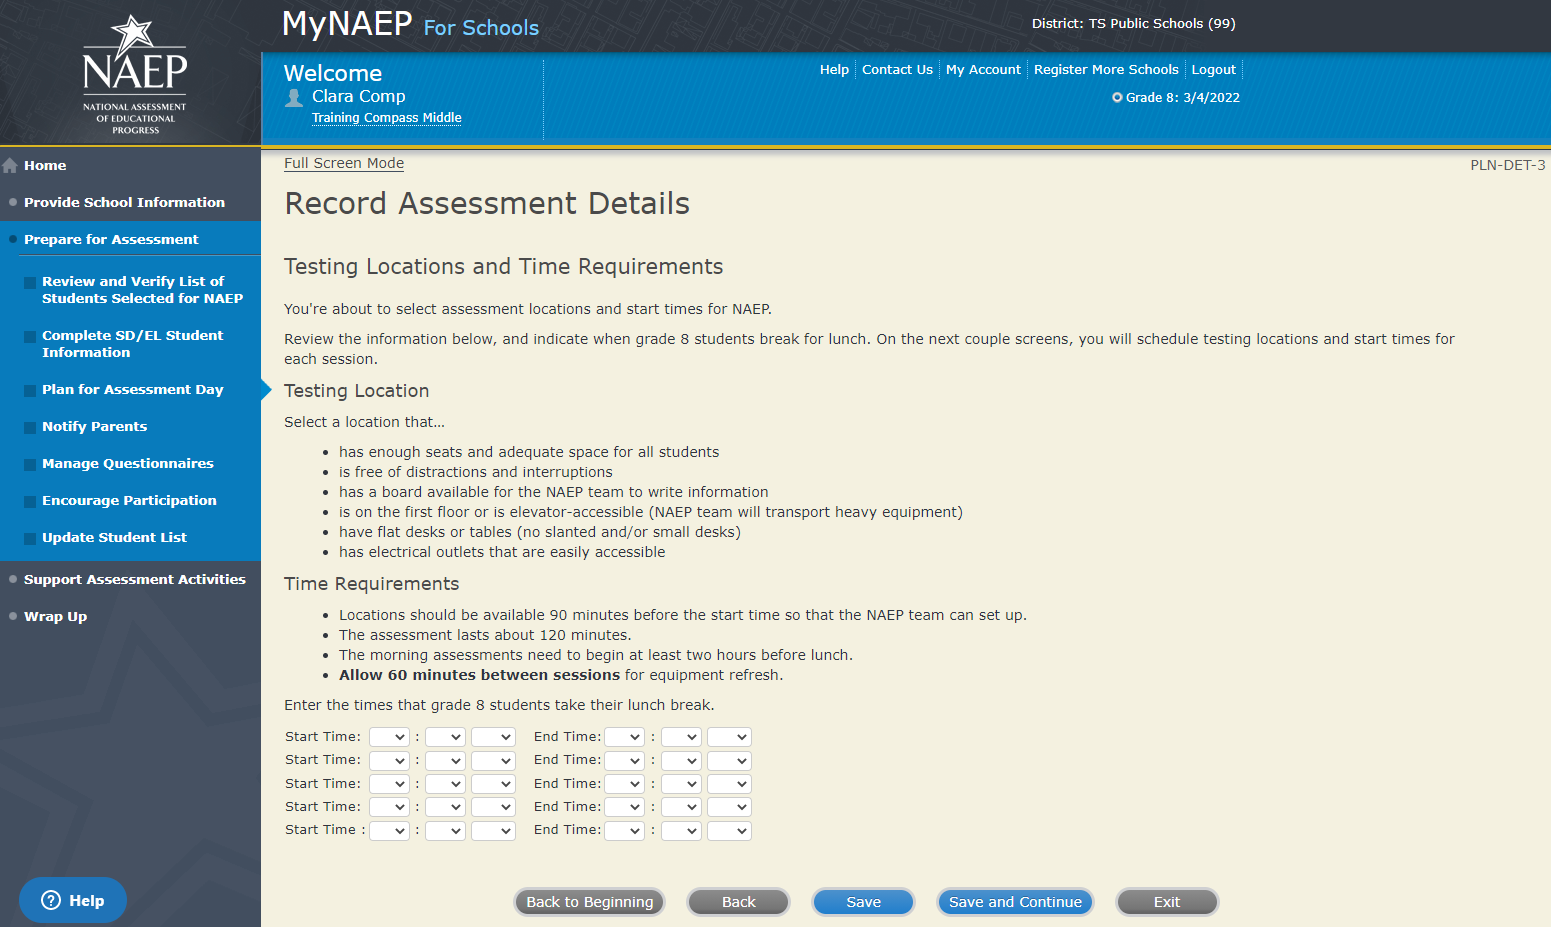 NAEP
NATIONAL ASSESSMENT
OF EDUCATIONAL
PROGRESS
MyNAEP For Schools
District: TS Public Schools (99)
Welcome
Clara Comp
Training Compass Middle
Help
Contact Us
My Account
Register More Schools
Logout
Grade 8: 3/4/2022
Home
Provide School Information
Prepare for Assessment
Review and Verify List of
Students Selected for NAEP
Complete SD/EL Student
Information
Plan for Assessment Day
Notify Parents
Manage Questionnaires
Encourage Participation
Update Student List
Support Assessment Activities
Wrap Up
Help
Full Screen Mode
PLN-DET-3
Record Assessment Details
Testing Locations and Time Requirements
You're about to select assessment locations and start times for NAEP.
Review the information below, and indicate when grade 8 students break for lunch. On the next couple screens, you will schedule testing locations and start times for
each session.
Testing Location
Select a location that...
• has enough seats and adequate space for all students
• is free of distractions and interruptions
• has a board available for the NAEP team to write information
• is on the first floor or is elevator-accessible (NAEP team will transport heavy equipment)
• have flat desks or tables (no slanted and/or small desks)
• has electrical outlets that are easily accessible
Time Requirements
• Locations should be available 90 minutes before the start time so that the NAEP team can set up.
• The assessment lasts about 120 minutes.
• The morning assessments need to begin at least two hours before lunch.
• Allow 60 minutes between sessions for equipment refresh.
Enter the times that grade 8 students take their lunch break.
Start Time: : End Time: :
Start Time: : End Time: :
Start Time: : End Time: :
Start Time: : End Time: :
Start Time : : End Time: :
Back to Beginning
Back
Save
Save and Continue
Exit